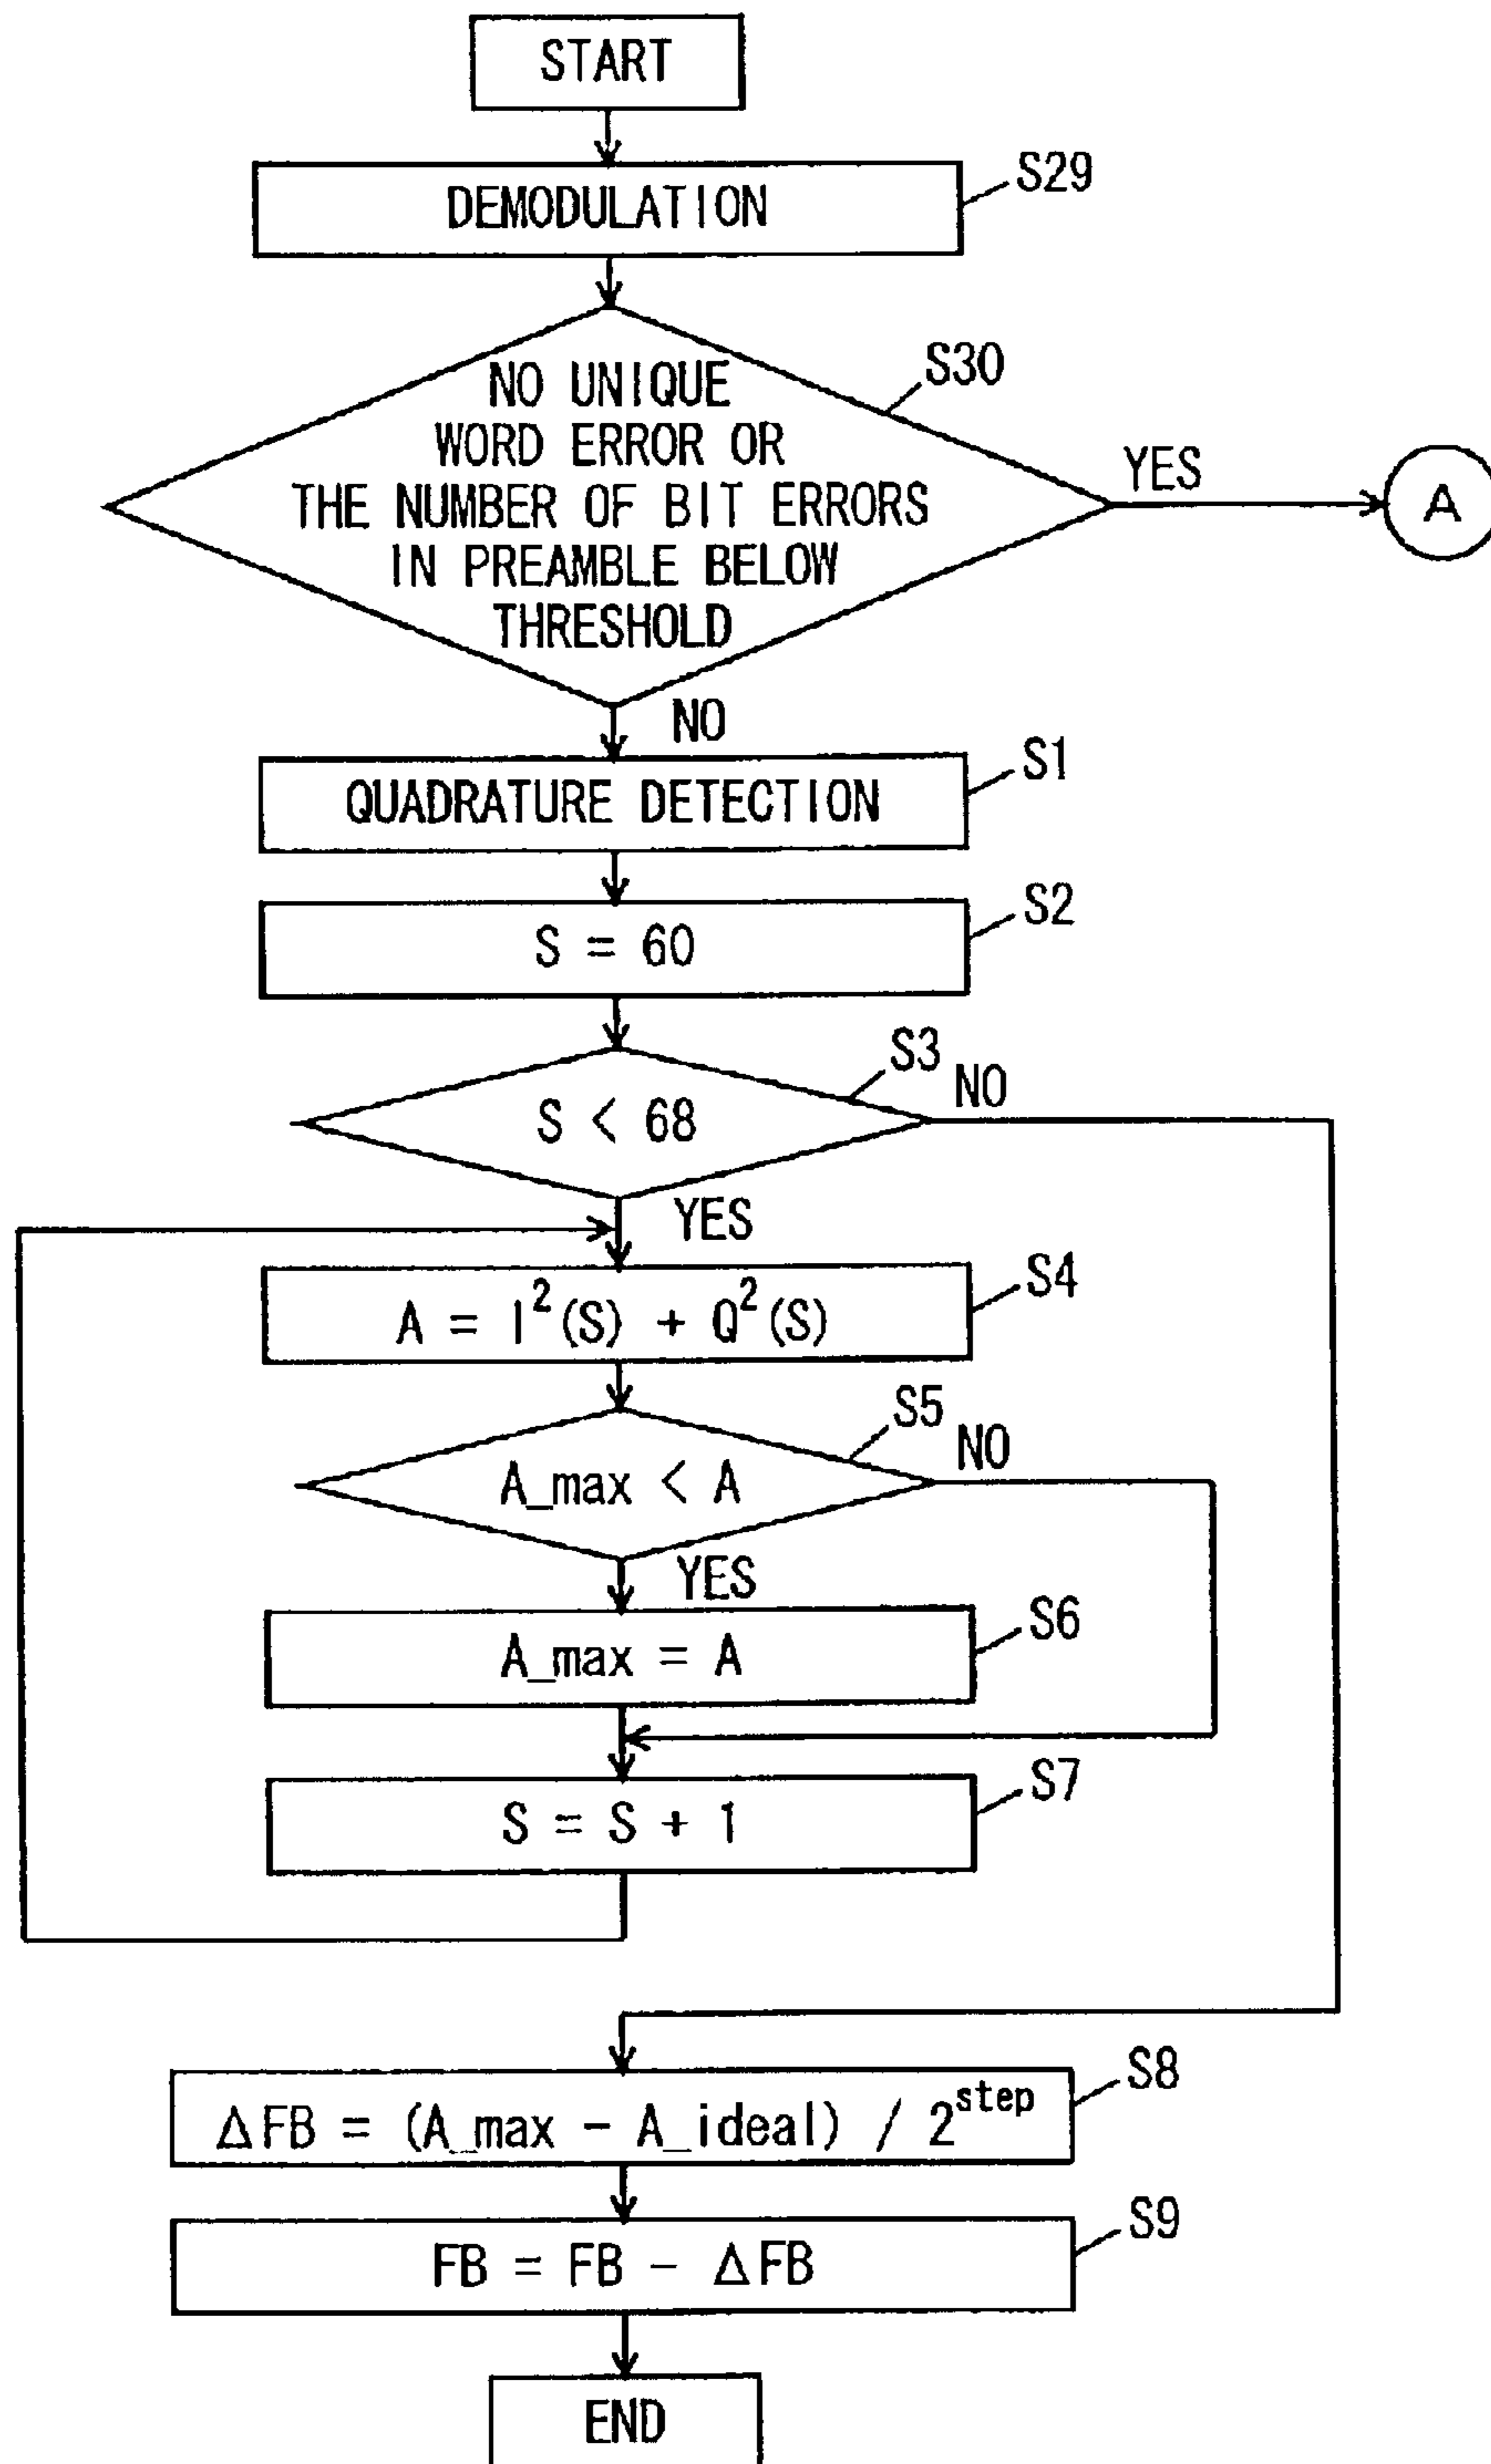 START
DEMODULATION
S29
NO UNIQUE
WORD ERROR OR
THE NUMBER OF BIT ERRORS
IN PREAMBLE BELOW
THRESHOLD
S30
YES
A
NO
QUADRATURE DETECTION
S1
S = 60
S2
S < 68
S3
NO
YES
A = I²(S) + Q²(S)
S4
A_max < A
S5
NO
YES
A_max = A
S6
S = S + 1
S7
ΔFB = (A_max - A_ideal) / 2^step
S8
FB = FB - ΔFB
S9
END